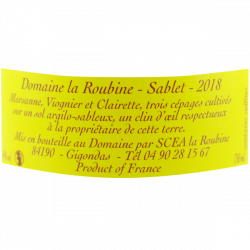 Domaine la Roubine - Sablet - 2018
Marsanne, Viognier et Clairette, trois cépages cultivés
sur un sol argilo-sableux, un clin d'œil respectueux
à la propriétaire de cette terre.
Mis en bouteille au Domaine par SCEA la Roubine
84190 - Gigondas - Tél 04 90 28 15 67
Product of France